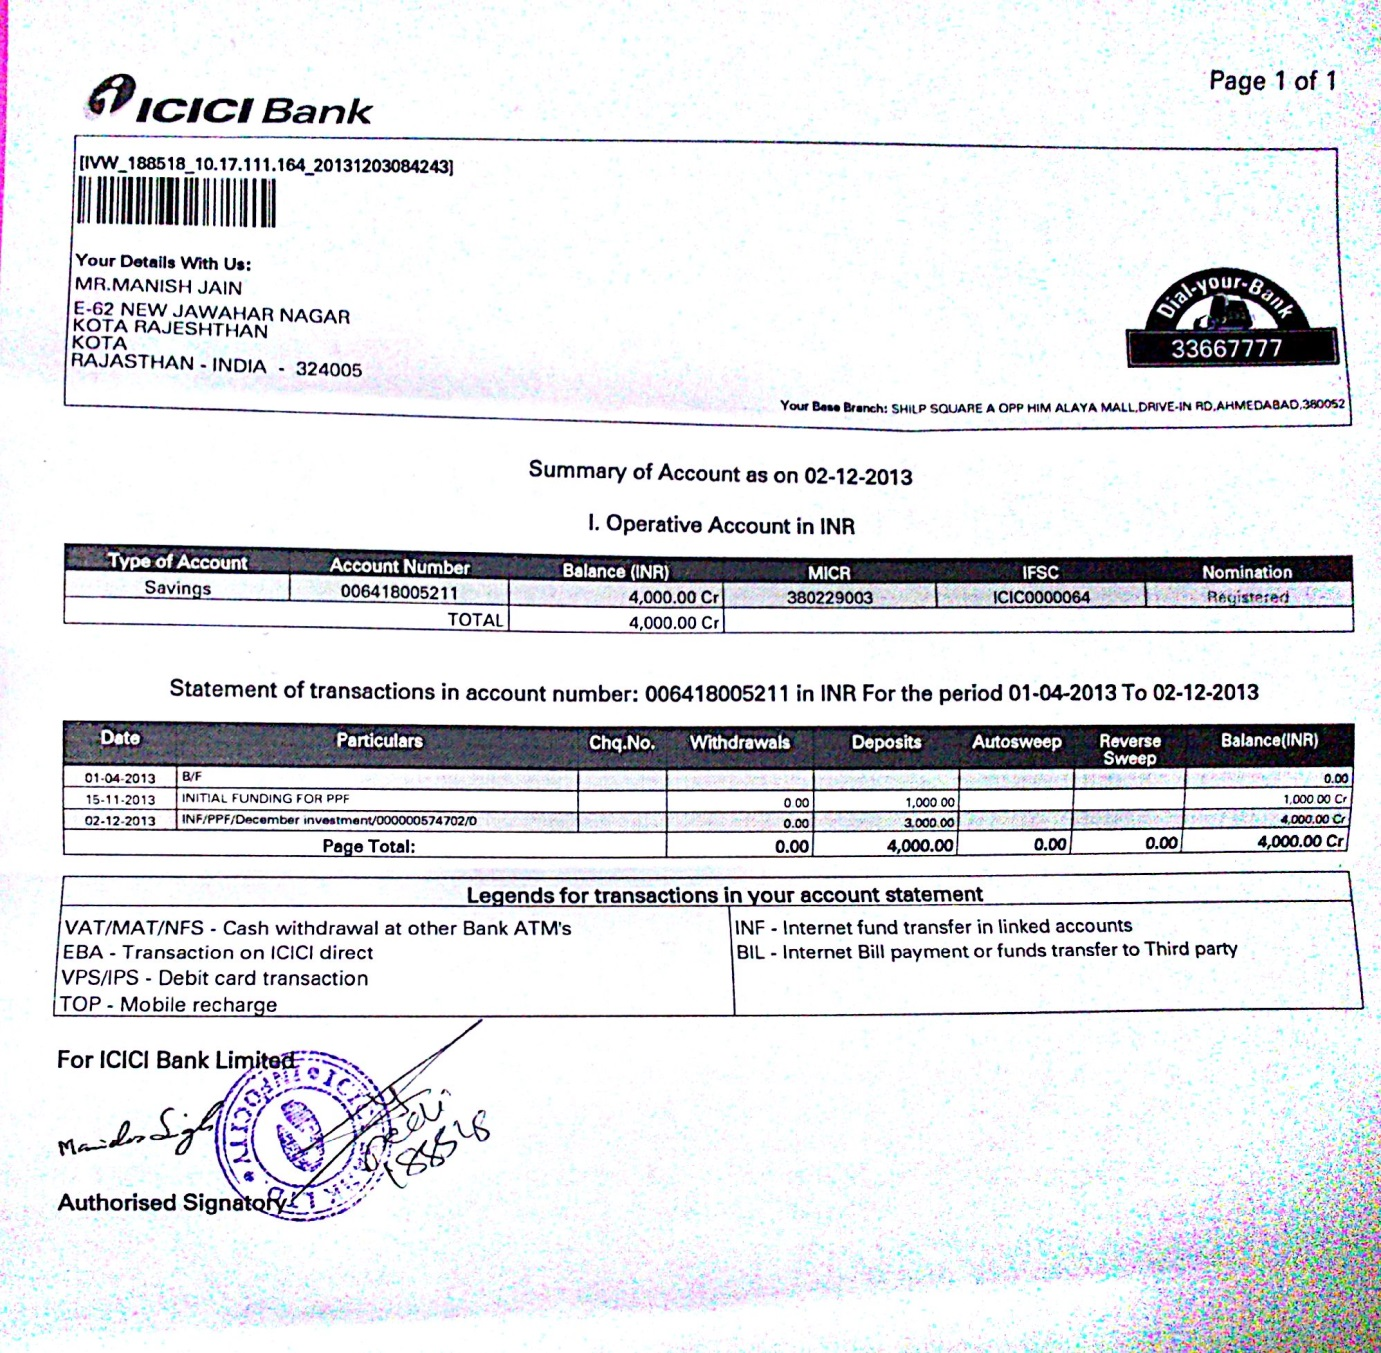 Page 1 of 1
ICICI Bank
[IVW_188518_10.17.111.164_20131203084243]
Your Details With Us:
MR.MANISH JAIN
E-62 NEW JAWAHAR NAGAR
KOTA RAJESHTHAN
KOTA
RAJASTHAN - INDIA - 324005
Dial-your-Bank
33667777
Your Base Branch: SHILP SQUARE A OPP HIM ALAYA MALL,DRIVE-IN RD,AHMEDABAD,380052
Summary of Account as on 02-12-2013
I. Operative Account in INR
Type of Account Account Number Balance (INR) MICR IFSC Nomination
Savings 006418005211 4,000.00 Cr 380229003 ICIC0000064 Registered
TOTAL 4,000.00 Cr
Statement of transactions in account number: 006418005211 in INR For the period 01-04-2013 To 02-12-2013
Date Particulars Chq.No. Withdrawals Deposits Autosweep Reverse Sweep Balance(INR)
01-04-2013 B/F 0.00
15-11-2013 INITIAL FUNDING FOR PPF 0.00 1,000.00 1,000.00 Cr
02-12-2013 INF/PPF/December investment/000000574702/0 0.00 3,000.00 4,000.00 Cr
Page Total: 0.00 4,000.00 0.00 0.00 4,000.00 Cr
Legends for transactions in your account statement
VAT/MAT/NFS - Cash withdrawal at other Bank ATM's
EBA - Transaction on ICICI direct
VPS/IPS - Debit card transaction
TOP - Mobile recharge
INF - Internet fund transfer in linked accounts
BIL - Internet Bill payment or funds transfer to Third party
For ICICI Bank Limited
188518
Authorised Signatory